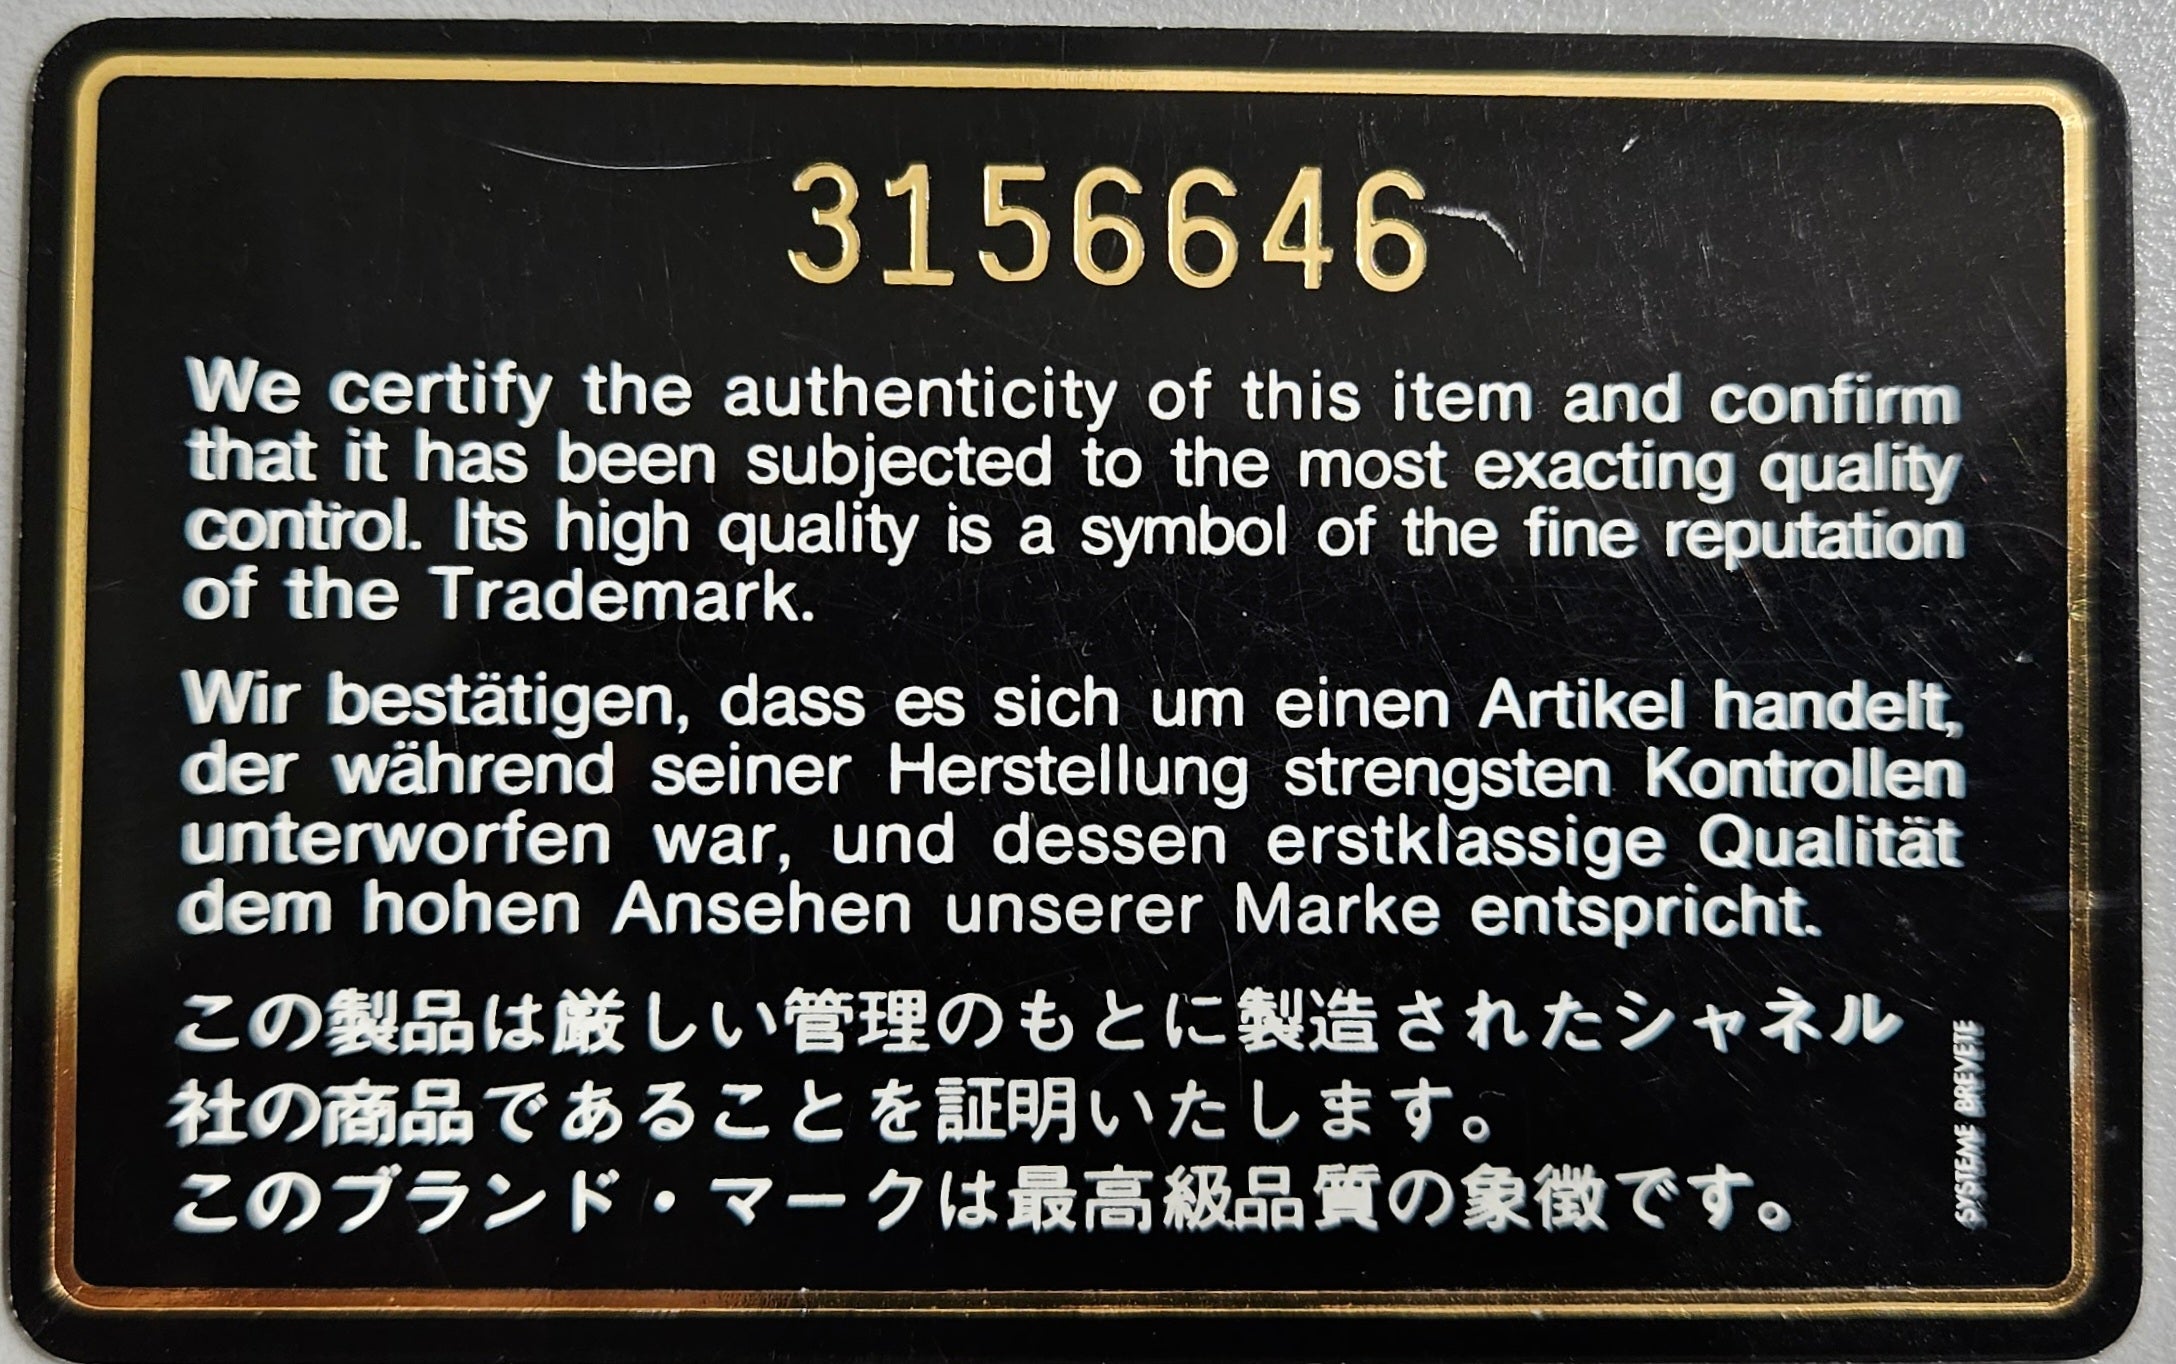 3156646
We certify the authenticity of this item and confirm
that it has been subjected to the most exacting quality
control. Its high quality is a symbol of the fine reputation
of the Trademark.
Wir bestätigen, dass es sich um einen Artikel handelt,
der während seiner Herstellung strengsten Kontrollen
unterworfen war, und dessen erstklassige Qualität
dem hohen Ansehen unserer Marke entspricht.
この製品は厳しい管理のもとに製造されたシャネル
社の商品であることを証明いたします。
このブランド・マークは最高級品質の象徴です。
SYSTEME BREVETE